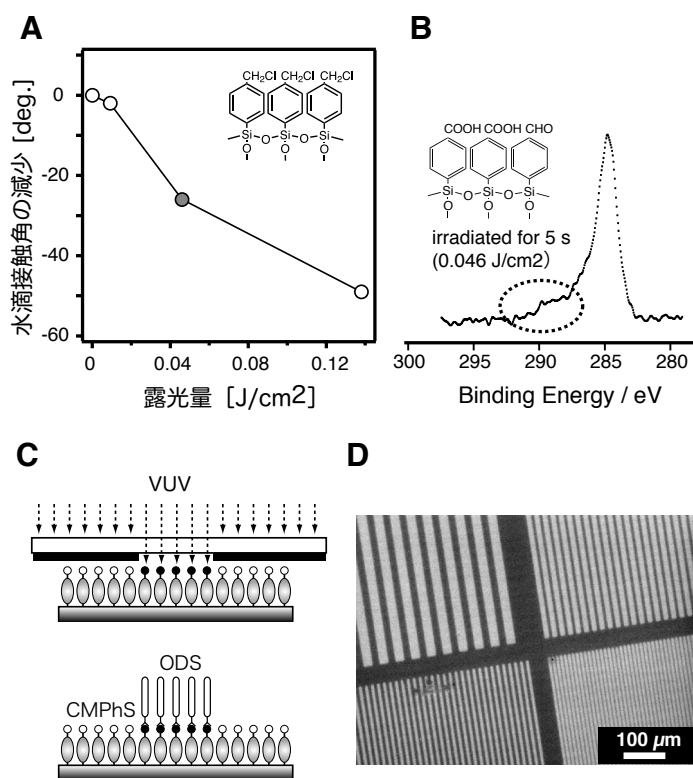 A
水滴接触角の減少 [deg.]
0
-20
-40
-60
0
0.04
0.08
0.12
露光量 [J/cm2]
CH2Cl CH2Cl CH2Cl
Si O Si O Si
O O O
B
COOH COOH CHO
Si O Si O Si
O O O
irradiated for 5 s
(0.046 J/cm2)
300 295 290 285 280
Binding Energy / eV
C
VUV
ODS
CMPhS
D
100 µm